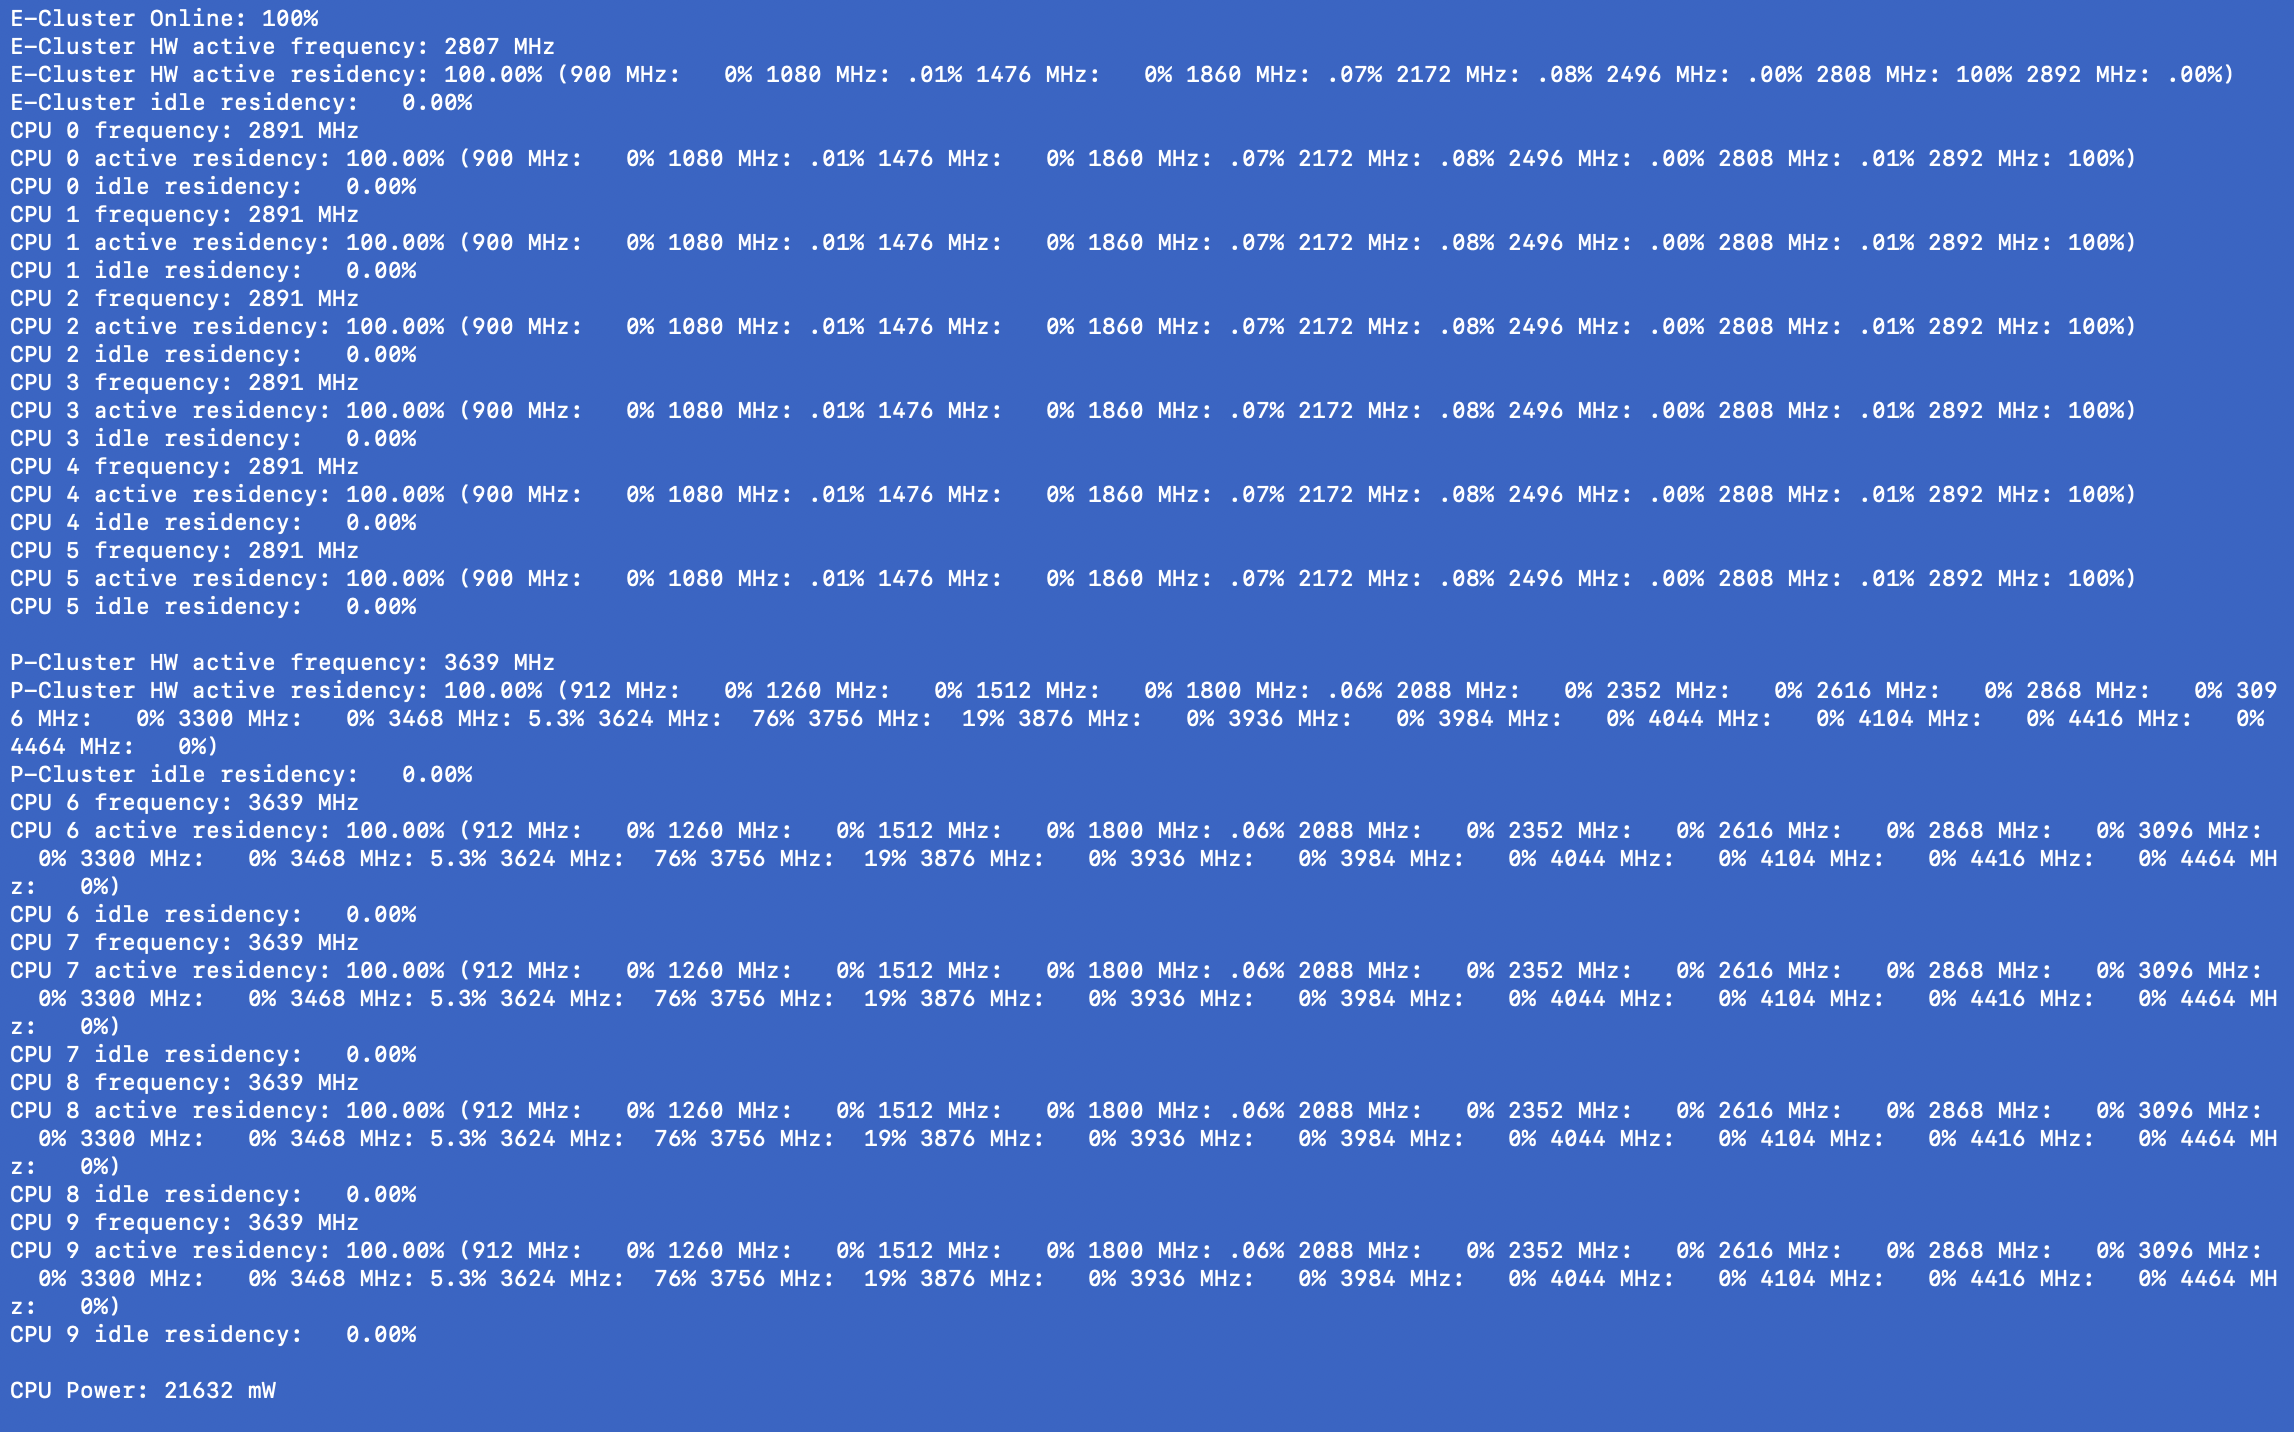 E-Cluster Online: 100%
E-Cluster HW active frequency: 2807 MHz
E-Cluster HW active residency: 100.00% (900 MHz:   0% 1080 MHz: .01% 1476 MHz:   0% 1860 MHz: .07% 2172 MHz: .08% 2496 MHz: .00% 2808 MHz: 100% 2892 MHz: .00%)
E-Cluster idle residency:   0.00%
CPU 0 frequency: 2891 MHz
CPU 0 active residency: 100.00% (900 MHz:   0% 1080 MHz: .01% 1476 MHz:   0% 1860 MHz: .07% 2172 MHz: .08% 2496 MHz: .00% 2808 MHz: .01% 2892 MHz: 100%)
CPU 0 idle residency:   0.00%
CPU 1 frequency: 2891 MHz
CPU 1 active residency: 100.00% (900 MHz:   0% 1080 MHz: .01% 1476 MHz:   0% 1860 MHz: .07% 2172 MHz: .08% 2496 MHz: .00% 2808 MHz: .01% 2892 MHz: 100%)
CPU 1 idle residency:   0.00%
CPU 2 frequency: 2891 MHz
CPU 2 active residency: 100.00% (900 MHz:   0% 1080 MHz: .01% 1476 MHz:   0% 1860 MHz: .07% 2172 MHz: .08% 2496 MHz: .00% 2808 MHz: .01% 2892 MHz: 100%)
CPU 2 idle residency:   0.00%
CPU 3 frequency: 2891 MHz
CPU 3 active residency: 100.00% (900 MHz:   0% 1080 MHz: .01% 1476 MHz:   0% 1860 MHz: .07% 2172 MHz: .08% 2496 MHz: .00% 2808 MHz: .01% 2892 MHz: 100%)
CPU 3 idle residency:   0.00%
CPU 4 frequency: 2891 MHz
CPU 4 active residency: 100.00% (900 MHz:   0% 1080 MHz: .01% 1476 MHz:   0% 1860 MHz: .07% 2172 MHz: .08% 2496 MHz: .00% 2808 MHz: .01% 2892 MHz: 100%)
CPU 4 idle residency:   0.00%
CPU 5 frequency: 2891 MHz
CPU 5 active residency: 100.00% (900 MHz:   0% 1080 MHz: .01% 1476 MHz:   0% 1860 MHz: .07% 2172 MHz: .08% 2496 MHz: .00% 2808 MHz: .01% 2892 MHz: 100%)
CPU 5 idle residency:   0.00%

P-Cluster HW active frequency: 3639 MHz
P-Cluster HW active residency: 100.00% (912 MHz:   0% 1260 MHz:   0% 1512 MHz:   0% 1800 MHz: .06% 2088 MHz:   0% 2352 MHz:   0% 2616 MHz:   0% 2868 MHz:   0% 309
6 MHz:   0% 3300 MHz:   0% 3468 MHz: 5.3% 3624 MHz:  76% 3756 MHz:  19% 3876 MHz:   0% 3936 MHz:   0% 3984 MHz:   0% 4044 MHz:   0% 4104 MHz:   0% 4416 MHz:   0%
4464 MHz:   0%)
P-Cluster idle residency:   0.00%
CPU 6 frequency: 3639 MHz
CPU 6 active residency: 100.00% (912 MHz:   0% 1260 MHz:   0% 1512 MHz:   0% 1800 MHz: .06% 2088 MHz:   0% 2352 MHz:   0% 2616 MHz:   0% 2868 MHz:   0% 3096 MHz:
  0% 3300 MHz:   0% 3468 MHz: 5.3% 3624 MHz:  76% 3756 MHz:  19% 3876 MHz:   0% 3936 MHz:   0% 3984 MHz:   0% 4044 MHz:   0% 4104 MHz:   0% 4416 MHz:   0% 4464 MH
z:   0%)
CPU 6 idle residency:   0.00%
CPU 7 frequency: 3639 MHz
CPU 7 active residency: 100.00% (912 MHz:   0% 1260 MHz:   0% 1512 MHz:   0% 1800 MHz: .06% 2088 MHz:   0% 2352 MHz:   0% 2616 MHz:   0% 2868 MHz:   0% 3096 MHz:
  0% 3300 MHz:   0% 3468 MHz: 5.3% 3624 MHz:  76% 3756 MHz:  19% 3876 MHz:   0% 3936 MHz:   0% 3984 MHz:   0% 4044 MHz:   0% 4104 MHz:   0% 4416 MHz:   0% 4464 MH
z:   0%)
CPU 7 idle residency:   0.00%
CPU 8 frequency: 3639 MHz
CPU 8 active residency: 100.00% (912 MHz:   0% 1260 MHz:   0% 1512 MHz:   0% 1800 MHz: .06% 2088 MHz:   0% 2352 MHz:   0% 2616 MHz:   0% 2868 MHz:   0% 3096 MHz:
  0% 3300 MHz:   0% 3468 MHz: 5.3% 3624 MHz:  76% 3756 MHz:  19% 3876 MHz:   0% 3936 MHz:   0% 3984 MHz:   0% 4044 MHz:   0% 4104 MHz:   0% 4416 MHz:   0% 4464 MH
z:   0%)
CPU 8 idle residency:   0.00%
CPU 9 frequency: 3639 MHz
CPU 9 active residency: 100.00% (912 MHz:   0% 1260 MHz:   0% 1512 MHz:   0% 1800 MHz: .06% 2088 MHz:   0% 2352 MHz:   0% 2616 MHz:   0% 2868 MHz:   0% 3096 MHz:
  0% 3300 MHz:   0% 3468 MHz: 5.3% 3624 MHz:  76% 3756 MHz:  19% 3876 MHz:   0% 3936 MHz:   0% 3984 MHz:   0% 4044 MHz:   0% 4104 MHz:   0% 4416 MHz:   0% 4464 MH
z:   0%)
CPU 9 idle residency:   0.00%

CPU Power: 21632 mW